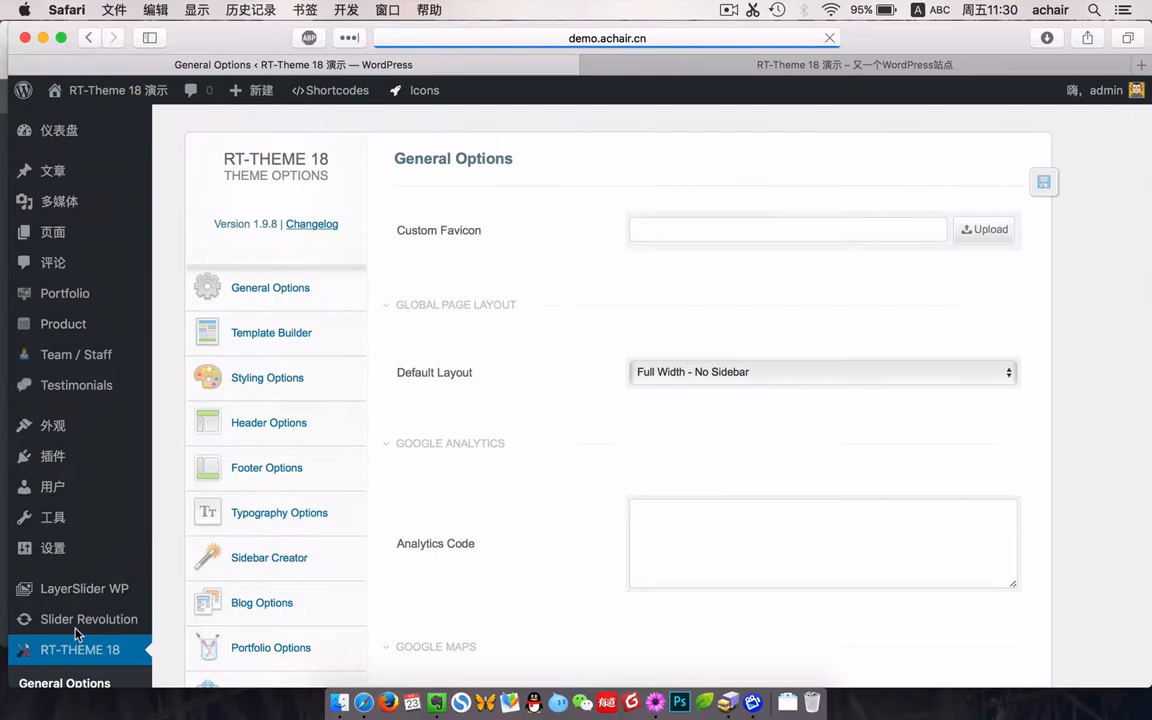 Safari 文件 编辑 显示 历史记录 书签 开发 窗口 帮助 95% A ABC 周五11:30 achair
ABP demo.achair.cn
General Options ‹ RT-Theme 18 演示 — WordPress
RT-Theme 18 演示 – 又一个WordPress站点
RT-Theme 18 演示 0 新建 </>Shortcodes Icons 嗨，admin
仪表盘
文章
多媒体
页面
评论
Portfolio
Product
Team / Staff
Testimonials
外观
插件
用户
工具
设置
LayerSlider WP
Slider Revolution
RT-THEME 18
General Options
RT-THEME 18
THEME OPTIONS
Version 1.9.8 | Changelog
General Options
Template Builder
Styling Options
Header Options
Footer Options
Typography Options
Sidebar Creator
Blog Options
Portfolio Options
General Options
Custom Favicon
Upload
GLOBAL PAGE LAYOUT
Default Layout
Full Width - No Sidebar
GOOGLE ANALYTICS
Analytics Code
GOOGLE MAPS
TT
23
有道
Ps